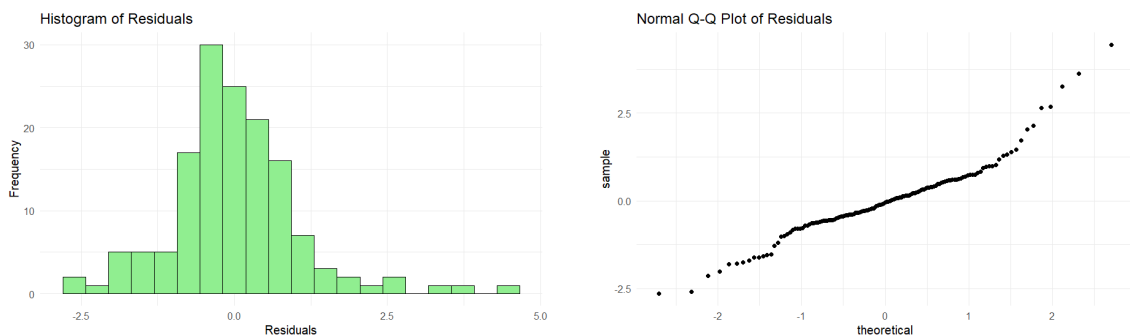 Histogram of Residuals
30
20
10
0
Frequency
-2.5
0.0
2.5
5.0
Residuals
Normal Q-Q Plot of Residuals
2.5
0.0
-2.5
sample
-2
-1
0
1
2
theoretical